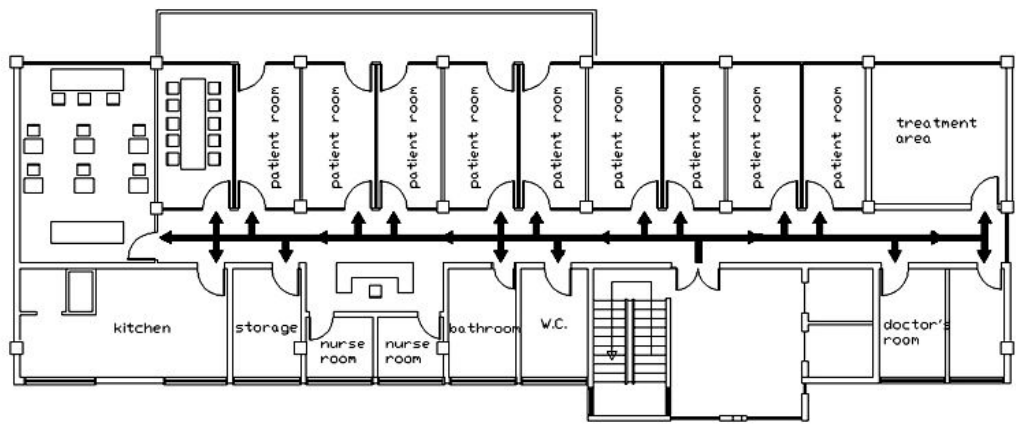 patient room
patient room
patient room
patient room
patient room
patient room
patient room
patient room
patient room
treatment
area
kitchen
storage
nurse
room
nurse
room
bathroom
W.C.
doctor's
room